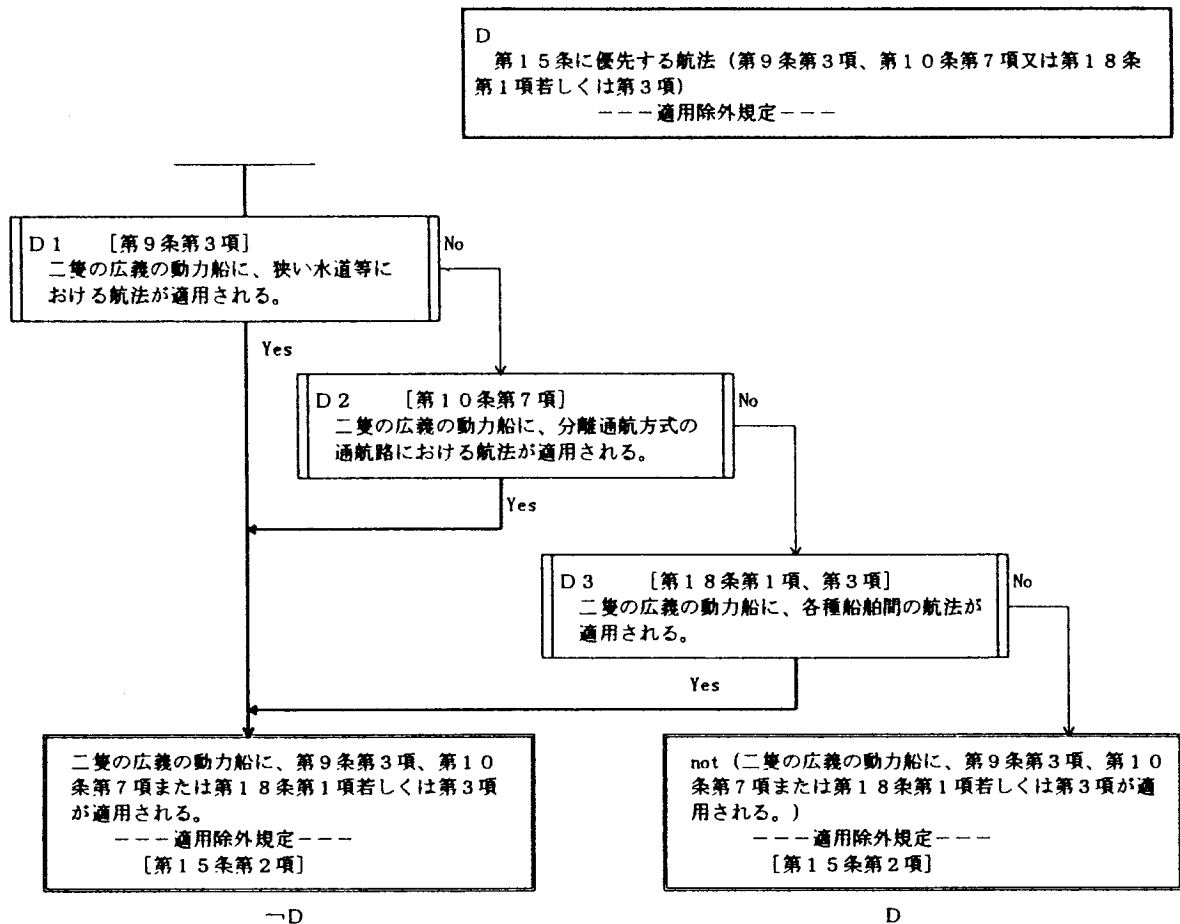 D
第15条に優先する航法（第9条第3項、第10条第7項又は第18条
第1項若しくは第3項）
－－－適用除外規定－－－
D1　［第9条第3項］
二隻の広義の動力船に、狭い水道等に
おける航法が適用される。
No
Yes
D2　［第10条第7項］
二隻の広義の動力船に、分離通航方式の
通航路における航法が適用される。
No
Yes
D3　［第18条第1項、第3項］
二隻の広義の動力船に、各種船舶間の航法が
適用される。
No
Yes
二隻の広義の動力船に、第9条第3項、第10
条第7項または第18条第1項若しくは第3項
が適用される。
－－－適用除外規定－－－
［第15条第2項］
not（二隻の広義の動力船に、第9条第3項、第10
条第7項または第18条第1項若しくは第3項が適
用される。）
－－－適用除外規定－－－
［第15条第2項］
￢D
D